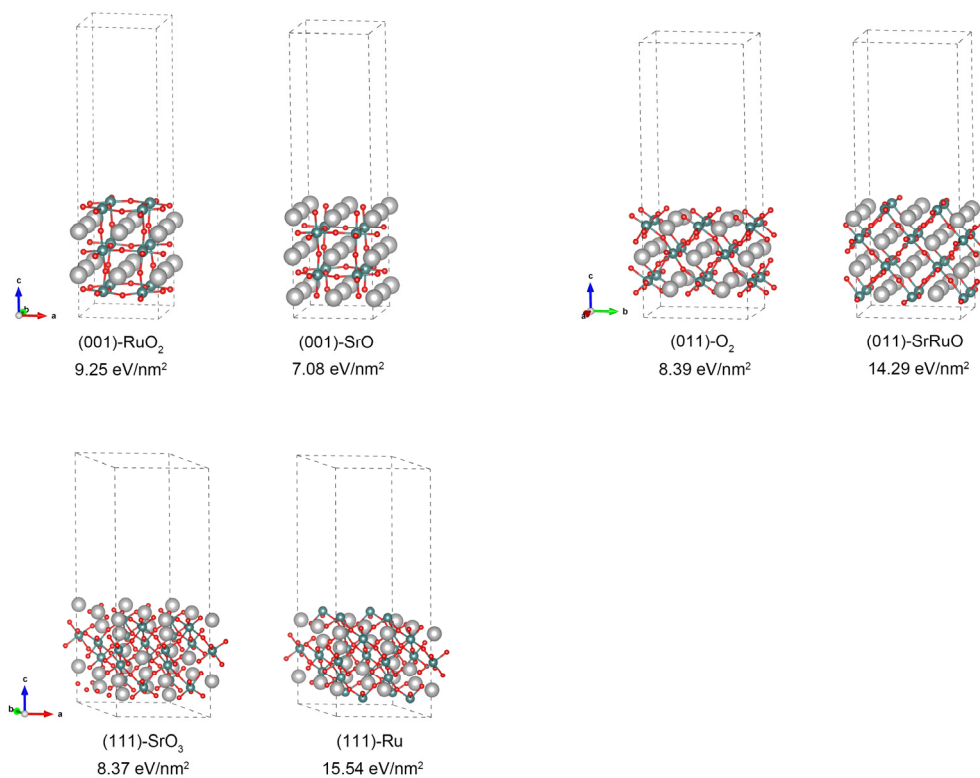 c
b
a
(001)-RuO₂
9.25 eV/nm²
(001)-SrO
7.08 eV/nm²
c
a
b
(011)-O₂
8.39 eV/nm²
(011)-SrRuO
14.29 eV/nm²
c
b
a
(111)-SrO₃
8.37 eV/nm²
(111)-Ru
15.54 eV/nm²